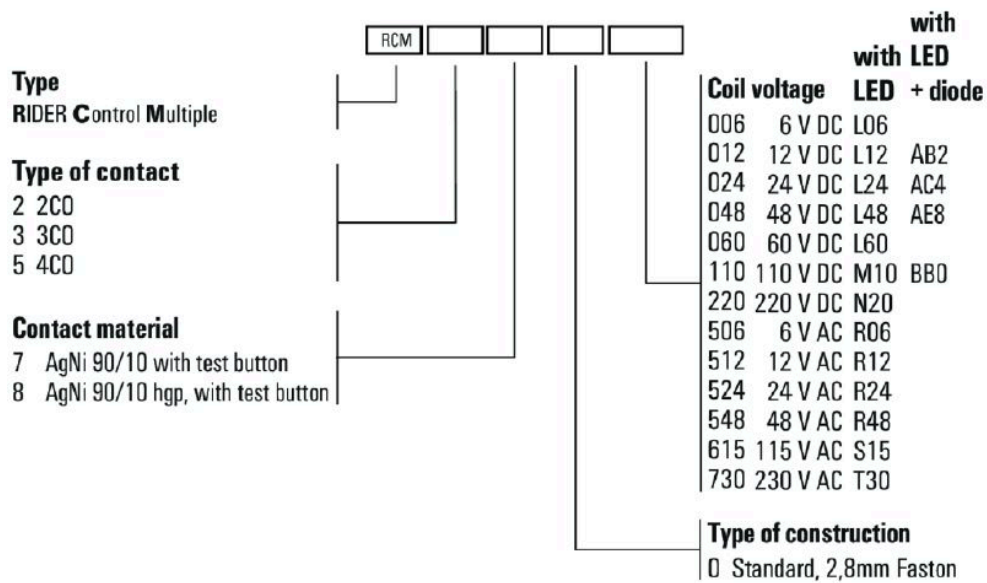 RCM
Type
RIDER Control Multiple
Type of contact
2 2CO
3 3CO
5 4CO
Contact material
7 AgNi 90/10 with test button
8 AgNi 90/10 hgp, with test button
with
with LED
Coil voltage LED + diode
006 6 V DC L06
012 12 V DC L12 AB2
024 24 V DC L24 AC4
048 48 V DC L48 AE8
060 60 V DC L60
110 110 V DC M10 BB0
220 220 V DC N20
506 6 V AC R06
512 12 V AC R12
524 24 V AC R24
548 48 V AC R48
615 115 V AC S15
730 230 V AC T30
Type of construction
0 Standard, 2,8mm Faston